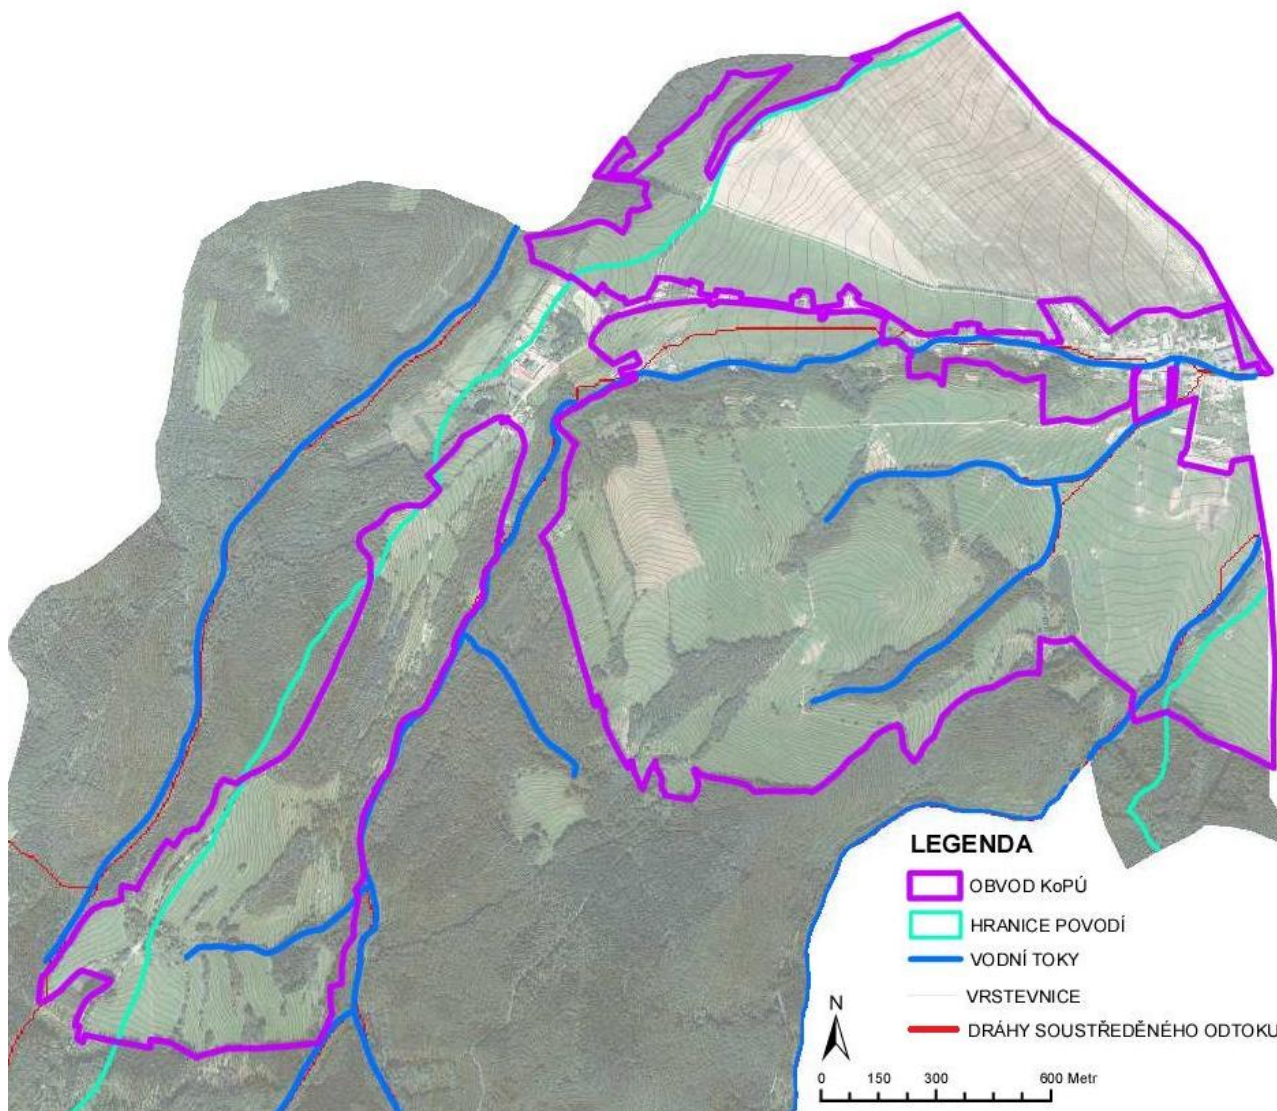 LEGENDA
OBVOD KoPÚ
HRANICE POVODÍ
VODNÍ TOKY
VRSTEVNICE
DRÁHY SOUSTŘEDĚNÉHO ODTOKU
N
0 150 300 600 Metr